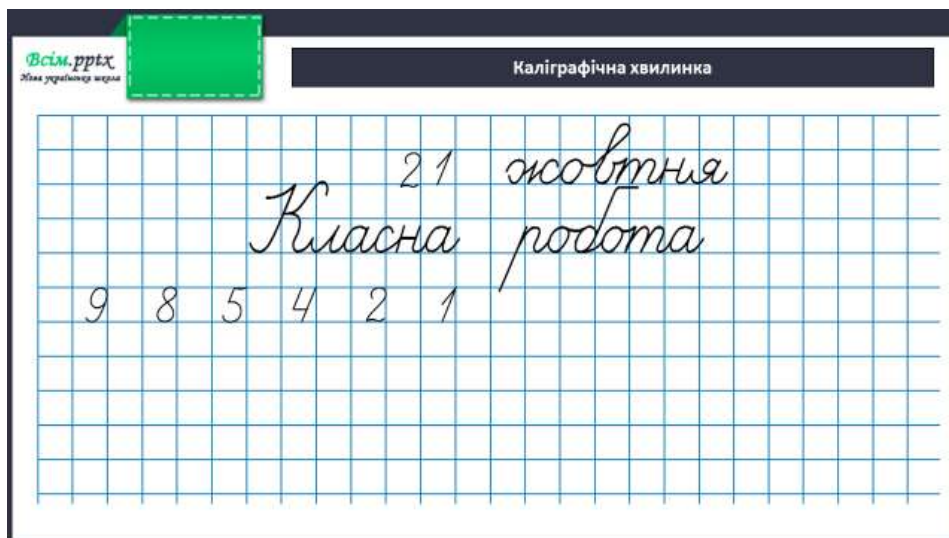 Всім.pptx
Нова українська школа
Каліграфічна хвилинка
21 жовтня
Класна робота
9 8 5 4 2 1